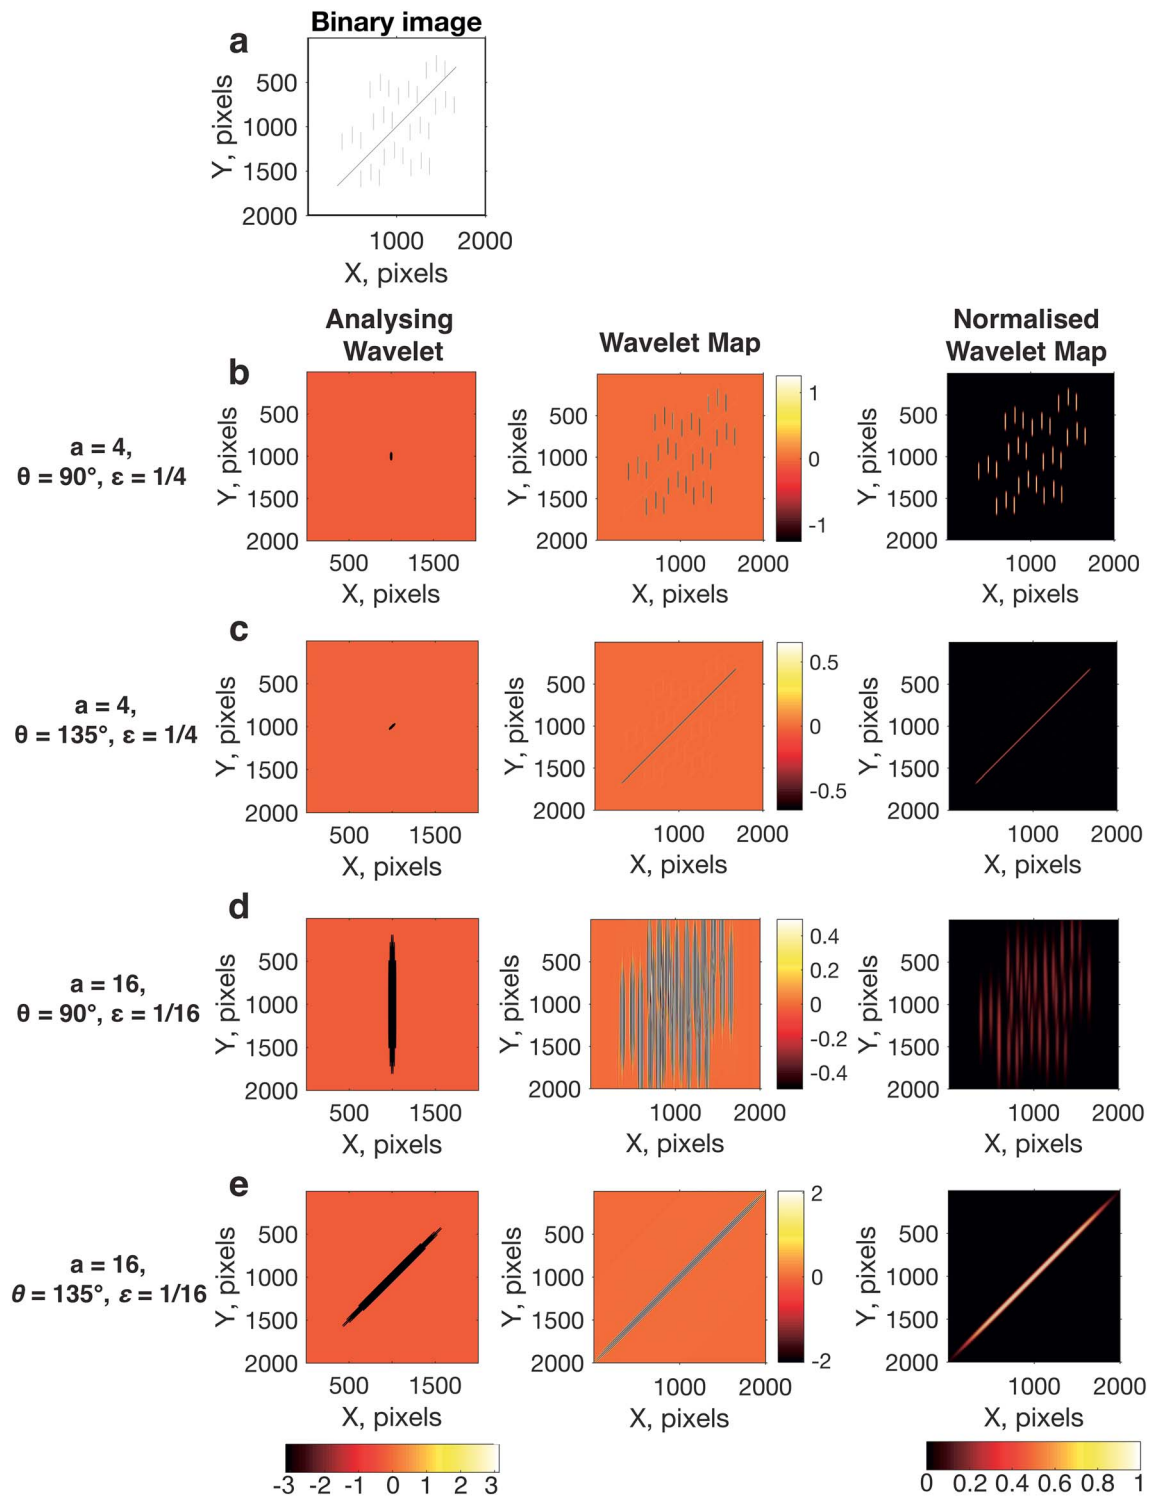 Binary image
a
500
1000
1500
2000
Y, pixels
1000 2000
X, pixels
Analysing
Wavelet
Wavelet Map
Normalised
Wavelet Map
b
a = 4,
θ = 90°, ε = 1/4
500
1000
1500
2000
Y, pixels
500 1500
X, pixels
500
1000
1500
2000
Y, pixels
1000 2000
X, pixels
1
0
-1
500
1000
1500
2000
Y, pixels
1000 2000
X, pixels
c
a = 4,
θ = 135°, ε = 1/4
500
1000
1500
2000
Y, pixels
500 1500
X, pixels
500
1000
1500
2000
Y, pixels
1000 2000
X, pixels
0.5
0
-0.5
500
1000
1500
2000
Y, pixels
1000 2000
X, pixels
d
a = 16,
θ = 90°, ε = 1/16
500
1000
1500
2000
Y, pixels
500 1500
X, pixels
500
1000
1500
2000
Y, pixels
1000 2000
X, pixels
0.4
0.2
0
-0.2
-0.4
500
1000
1500
2000
Y, pixels
1000 2000
X, pixels
e
a = 16,
θ = 135°, ε = 1/16
500
1000
1500
2000
Y, pixels
500 1500
X, pixels
500
1000
1500
2000
Y, pixels
1000 2000
X, pixels
2
0
-2
500
1000
1500
2000
Y, pixels
1000 2000
X, pixels
-3 -2 -1 0 1 2 3
0 0.2 0.4 0.6 0.8 1